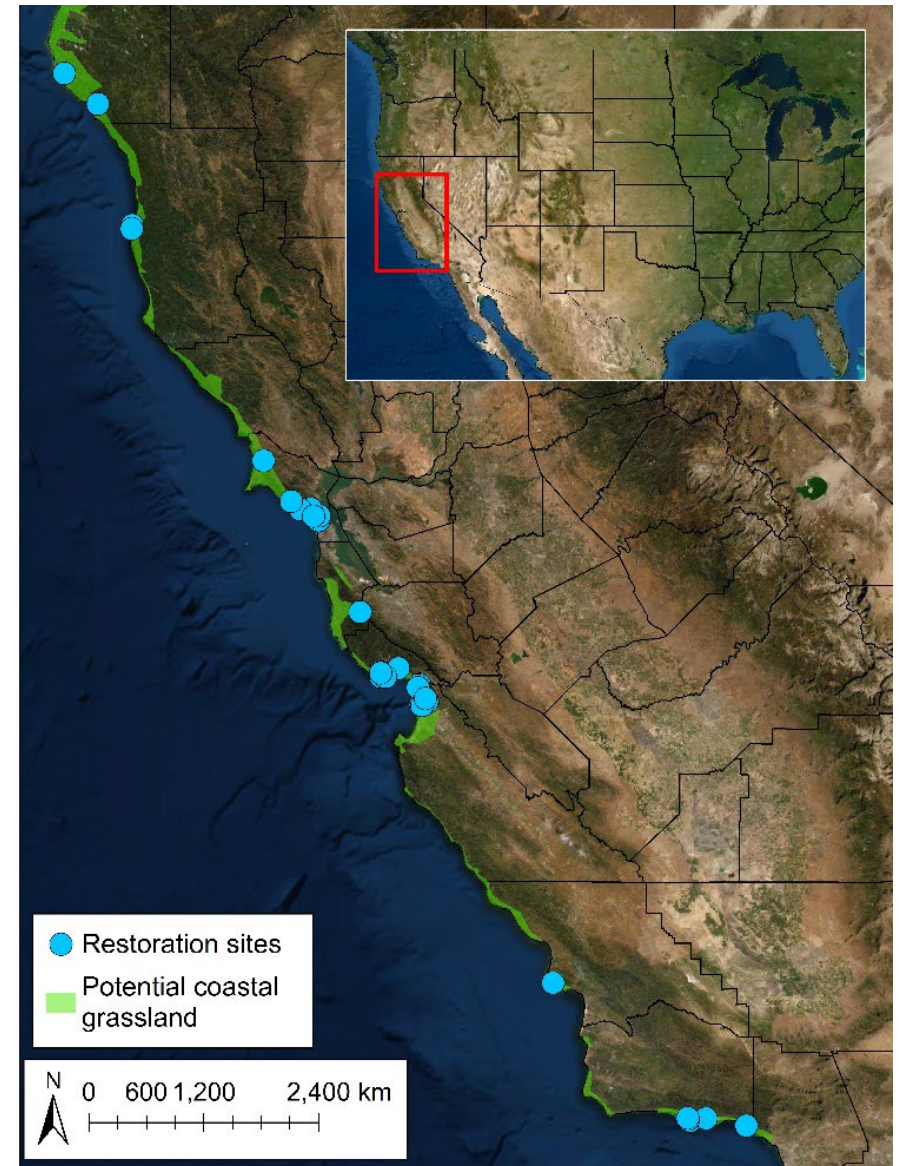 Restoration sites
Potential coastal
grassland
N
0 600 1,200 2,400 km